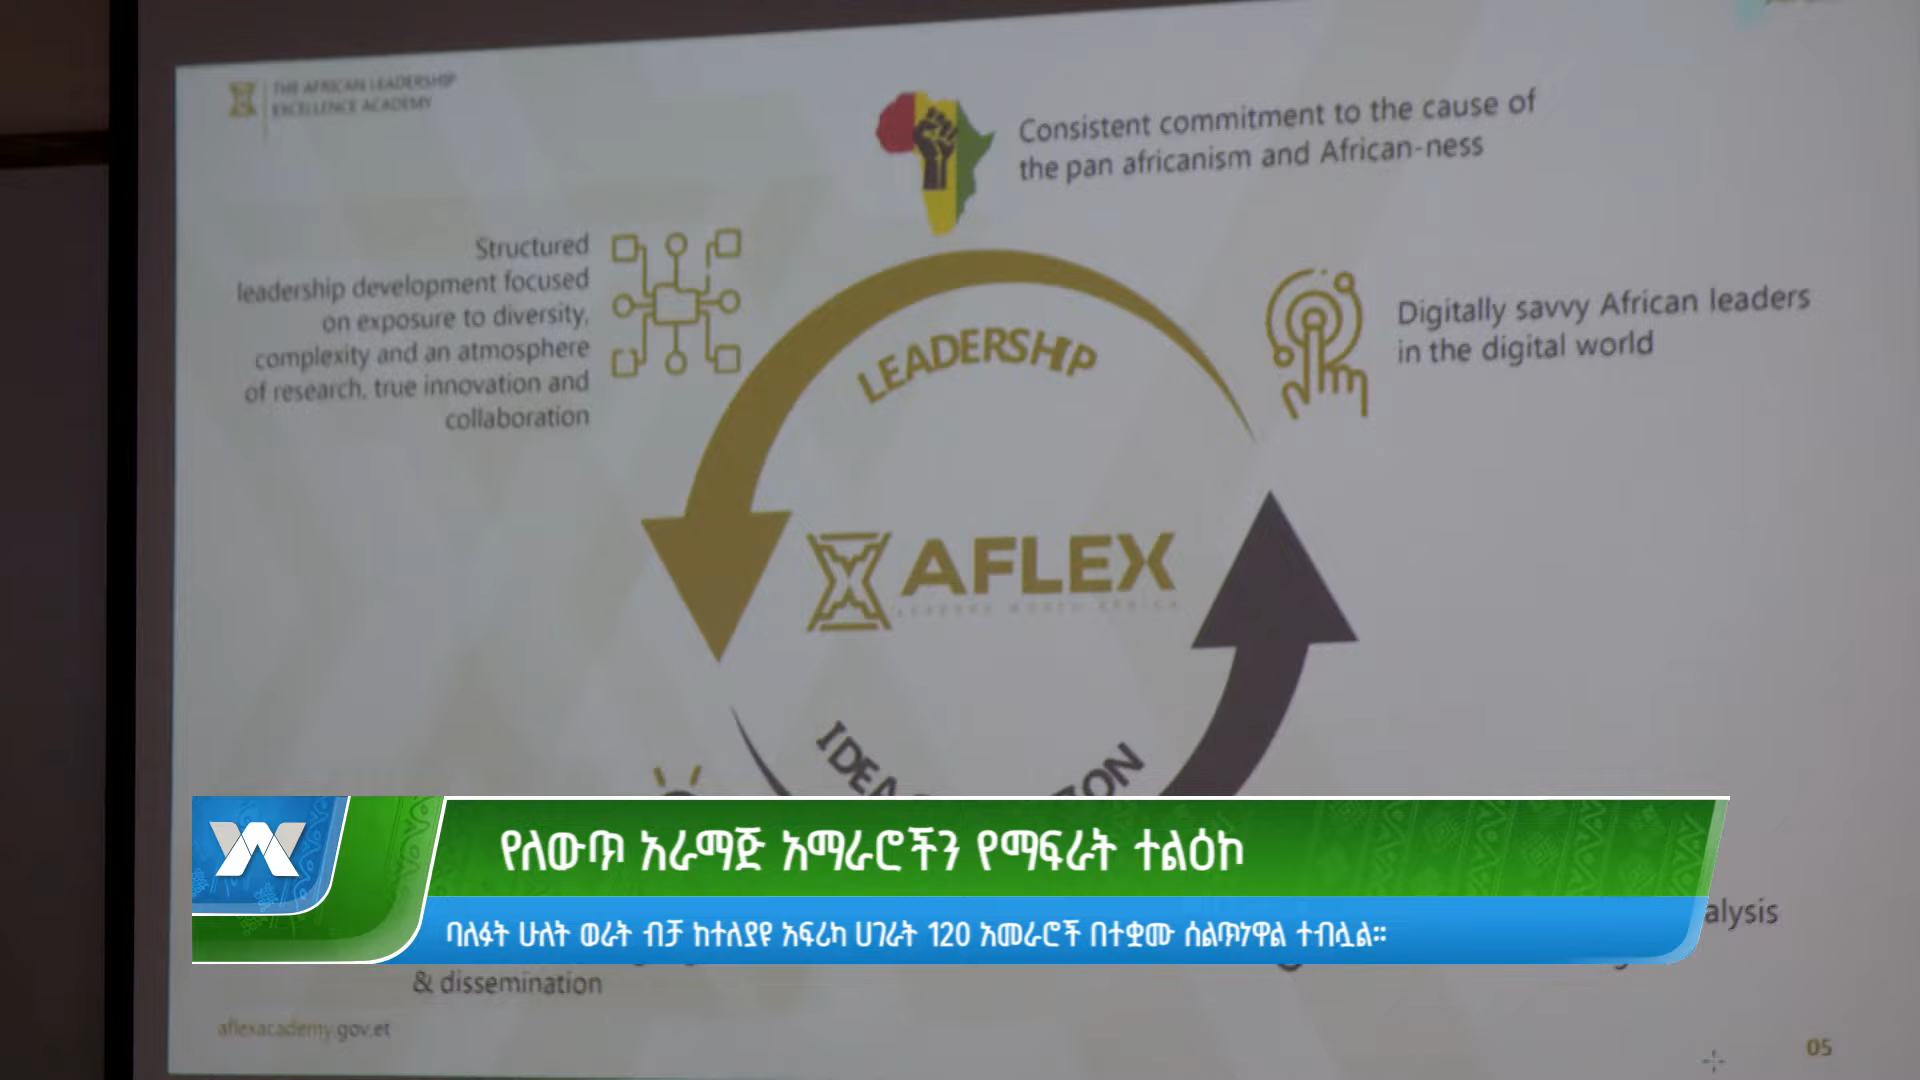 THE AFRICAN LEADERSHIP
EXCELLENCE ACADEMY
Consistent commitment to the cause of
the pan africanism and African-ness
Structured
leadership development focused
on exposure to diversity,
complexity and an atmosphere
of research, true innovation and
collaboration
Digitally savvy African leaders
in the digital world
LEADERSHIP
AFLEX
የለውጥ አራማጅ አማራሮችን የማፍራት ተልዕኮ
ባለፉት ሁለት ወራት ብቻ ከተለያዩ አፍሪካ ሀገራት 120 አመራሮች በተቋሙ ሰልጥነዋል ተብሏል።
alysis
& dissemination
aflexacademy.gov.et
05